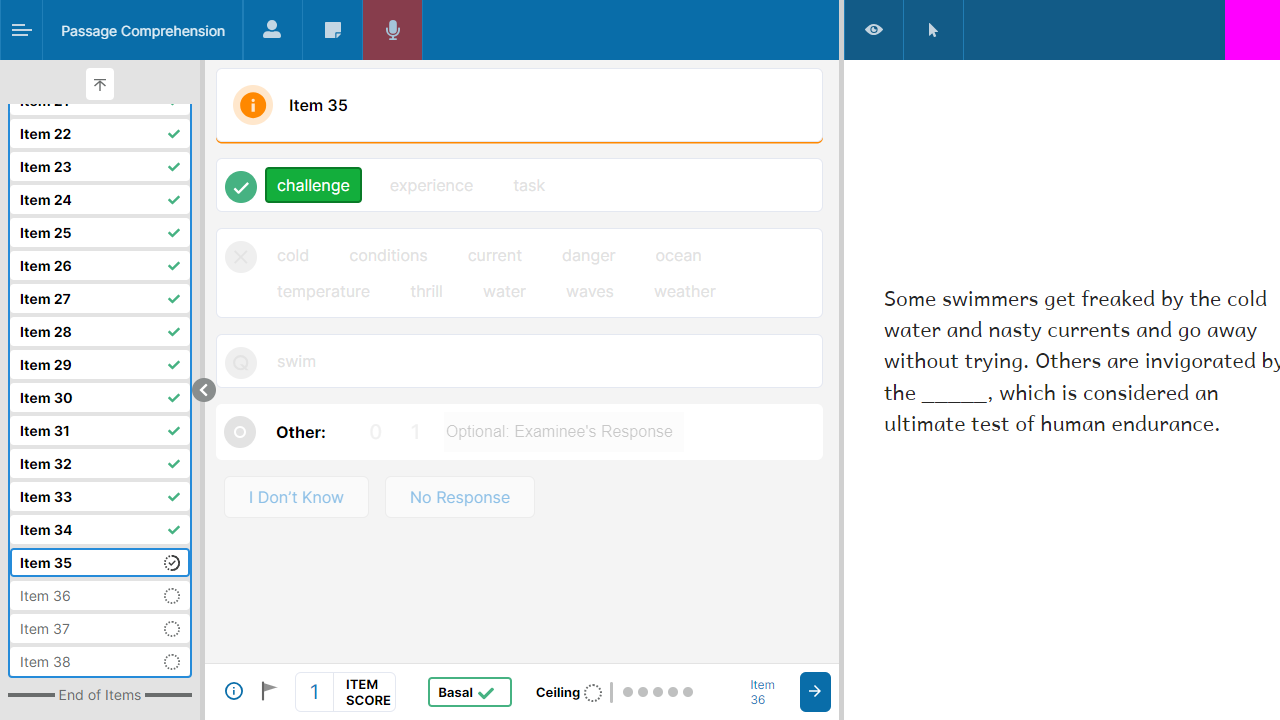 Passage Comprehension
Item 22
Item 23
Item 24
Item 25
Item 26
Item 27
Item 28
Item 29
Item 30
Item 31
Item 32
Item 33
Item 34
Item 35
Item 36
Item 37
Item 38
End of Items
Item 35
challenge experience task
cold conditions current danger ocean
temperature thrill water waves weather
Q swim
O Other: 0 1 Optional: Examinee's Response
I Don't Know No Response
1 ITEM SCORE
Basal
Ceiling
Item 36
Some swimmers get freaked by the cold
water and nasty currents and go away
without trying. Others are invigorated by
the _____, which is considered an
ultimate test of human endurance.